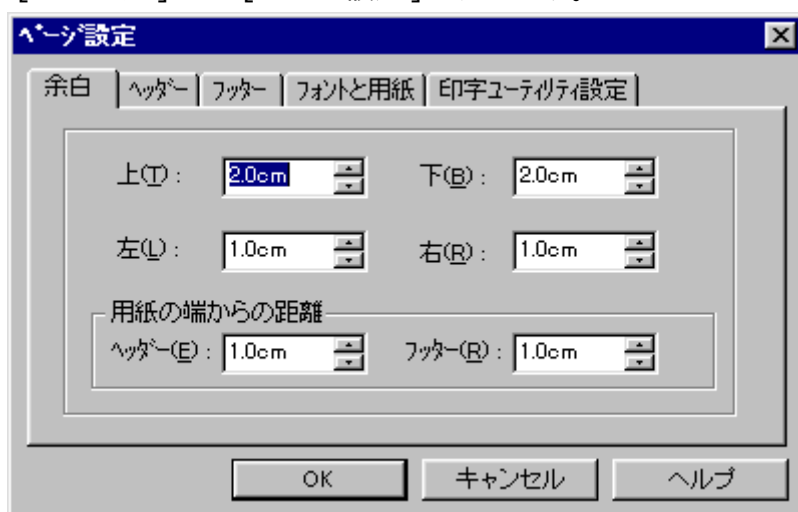 ﾍﾟｰｼﾞ設定
余白 ﾍｯﾀﾞｰ ﾌｯﾀｰ ﾌｫﾝﾄと用紙 印字ﾕｰﾃｨﾘﾃｨ設定
上(T)： 2.0cm 下(B)： 2.0cm
左(L)： 1.0cm 右(R)： 1.0cm
用紙の端からの距離
ﾍｯﾀﾞｰ(E)： 1.0cm ﾌｯﾀｰ(R)： 1.0cm
OK キャンセル ヘルプ